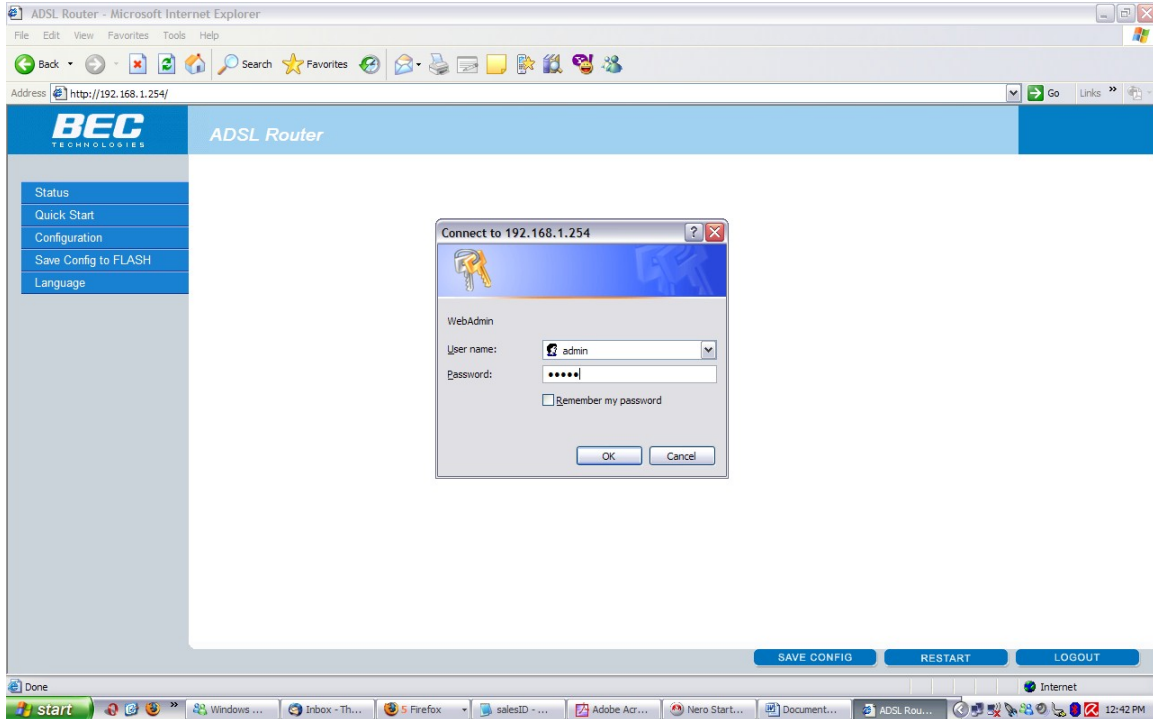 ADSL Router - Microsoft Internet Explorer
File Edit View Favorites Tools Help
Back Search Favorites
Address http://192.168.1.254/ Go Links »
BEC
TECHNOLOGIES
ADSL Router
Status
Quick Start
Configuration
Save Config to FLASH
Language
Connect to 192.168.1.254
WebAdmin
User name: admin
Password: •••••
Remember my password
OK Cancel
SAVE CONFIG RESTART LOGOUT
Done Internet
start » Windows ... Inbox - Th... 5 Firefox salesID - ... Adobe Acr... Nero Start... Document... ADSL Rou... 12:42 PM